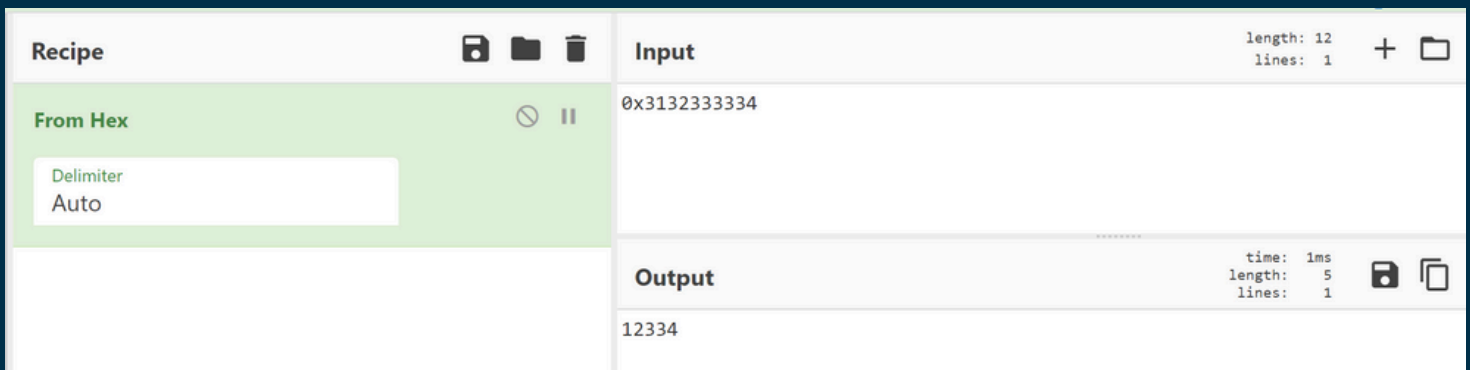 Recipe
From Hex
Delimiter
Auto
Input
length: 12
lines: 1
0x3132333334
Output
time: 1ms
length: 5
lines: 1
12334